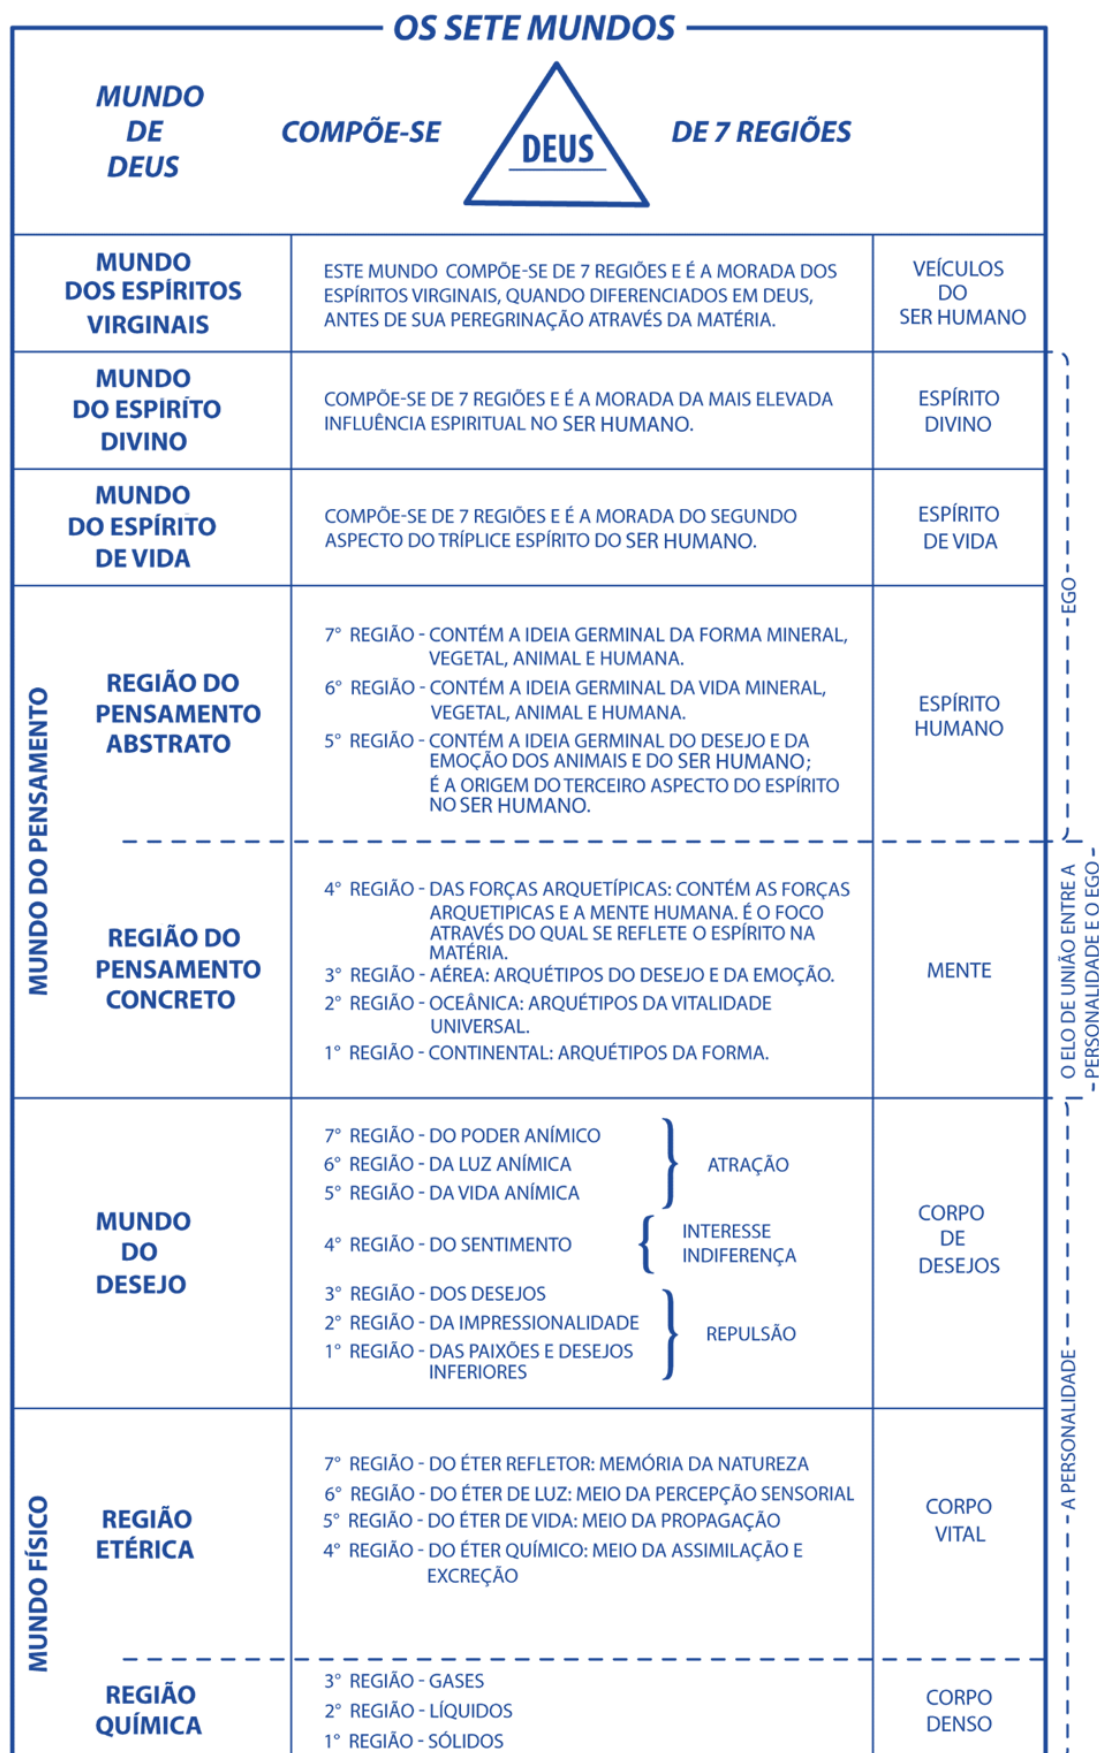 OS SETE MUNDOS
MUNDO
DE
DEUS
COMPÕE-SE
DEUS
DE 7 REGIÕES
MUNDO
DOS ESPÍRITOS
VIRGINAIS
ESTE MUNDO COMPÕE-SE DE 7 REGIÕES E É A MORADA DOS
ESPÍRITOS VIRGINAIS, QUANDO DIFERENCIADOS EM DEUS,
ANTES DE SUA PEREGRINAÇÃO ATRAVÉS DA MATÉRIA.
VEÍCULOS
DO
SER HUMANO
MUNDO
DO ESPÍRÍTO
DIVINO
COMPÕE-SE DE 7 REGIÕES E É A MORADA DA MAIS ELEVADA
INFLUÊNCIA ESPIRITUAL NO SER HUMANO.
ESPÍRITO
DIVINO
MUNDO
DO ESPÍRITO
DE VIDA
COMPÕE-SE DE 7 REGIÕES E É A MORADA DO SEGUNDO
ASPECTO DO TRÍPLICE ESPÍRITO DO SER HUMANO.
ESPÍRITO
DE VIDA
EGO
MUNDO DO PENSAMENTO
REGIÃO DO
PENSAMENTO
ABSTRATO
7° REGIÃO - CONTÉM A IDEIA GERMINAL DA FORMA MINERAL,
VEGETAL, ANIMAL E HUMANA.
6° REGIÃO - CONTÉM A IDEIA GERMINAL DA VIDA MINERAL,
VEGETAL, ANIMAL E HUMANA.
5° REGIÃO - CONTÉM A IDEIA GERMINAL DO DESEJO E DA
EMOÇÃO DOS ANIMAIS E DO SER HUMANO;
É A ORIGEM DO TERCEIRO ASPECTO DO ESPÍRITO
NO SER HUMANO.
ESPÍRITO
HUMANO
REGIÃO DO
PENSAMENTO
CONCRETO
4° REGIÃO - DAS FORÇAS ARQUETÍPICAS: CONTÉM AS FORÇAS
ARQUETIPICAS E A MENTE HUMANA. É O FOCO
ATRAVÉS DO QUAL SE REFLETE O ESPÍRITO NA
MATÉRIA.
3° REGIÃO - AÉREA: ARQUÉTIPOS DO DESEJO E DA EMOÇÃO.
2° REGIÃO - OCEÂNICA: ARQUÉTIPOS DA VITALIDADE
UNIVERSAL.
1° REGIÃO - CONTINENTAL: ARQUÉTIPOS DA FORMA.
MENTE
O ELO DE UNIÃO ENTRE A
PERSONALIDADE E O EGO
MUNDO
DO
DESEJO
7° REGIÃO - DO PODER ANÍMICO
6° REGIÃO - DA LUZ ANÍMICA
5° REGIÃO - DA VIDA ANÍMICA
ATRAÇÃO
4° REGIÃO - DO SENTIMENTO
INTERESSE
INDIFERENÇA
3° REGIÃO - DOS DESEJOS
2° REGIÃO - DA IMPRESSIONALIDADE
1° REGIÃO - DAS PAIXÕES E DESEJOS
INFERIORES
REPULSÃO
CORPO
DE
DESEJOS
A PERSONALIDADE
MUNDO FÍSICO
REGIÃO
ETÉRICA
7° REGIÃO - DO ÉTER REFLETOR: MEMÓRIA DA NATUREZA
6° REGIÃO - DO ÉTER DE LUZ: MEIO DA PERCEPÇÃO SENSORIAL
5° REGIÃO - DO ÉTER DE VIDA: MEIO DA PROPAGAÇÃO
4° REGIÃO - DO ÉTER QUÍMICO: MEIO DA ASSIMILAÇÃO E
EXCREÇÃO
CORPO
VITAL
REGIÃO
QUÍMICA
3° REGIÃO - GASES
2° REGIÃO - LÍQUIDOS
1° REGIÃO - SÓLIDOS
CORPO
DENSO